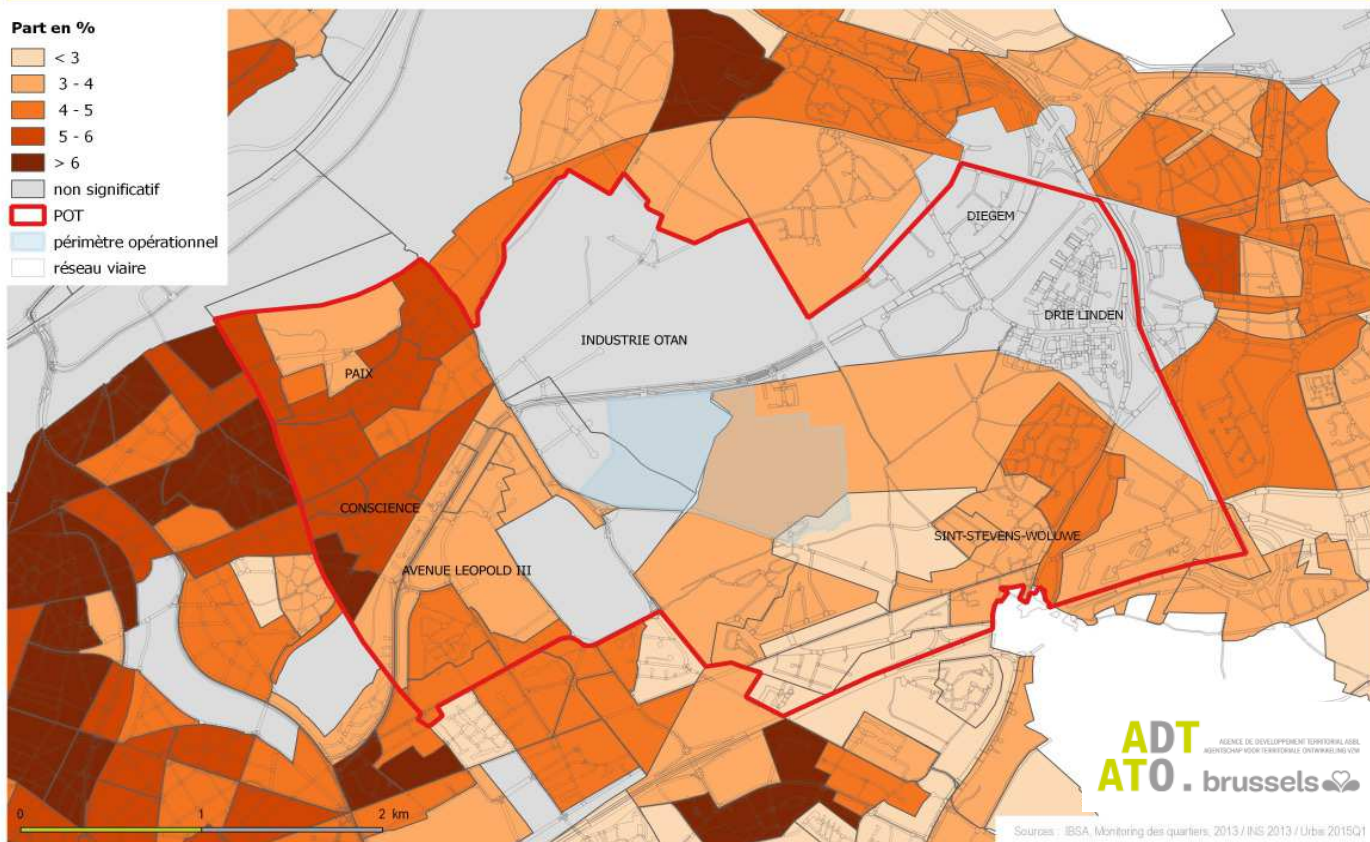 Part en %
< 3
3 - 4
4 - 5
5 - 6
> 6
non significatif
POT
périmètre opérationnel
réseau viaire
DIEGEM
DRIE LINDEN
INDUSTRIE OTAN
PAIX
CONSCIENCE
AVENUE LEOPOLD III
SINT-STEVENS-WOLUWE
0 1 2 km
ADT
ATO.
AGENCE DE DEVELOPPEMENT TERRITORIAL ASBL
AGENTSCHAP VOOR TERRITORIALE ONTWIKKELING VZW
brussels
Sources : IBSA, Monitoring des quartiers, 2013 / INS 2013 / Urbis 2015Q1